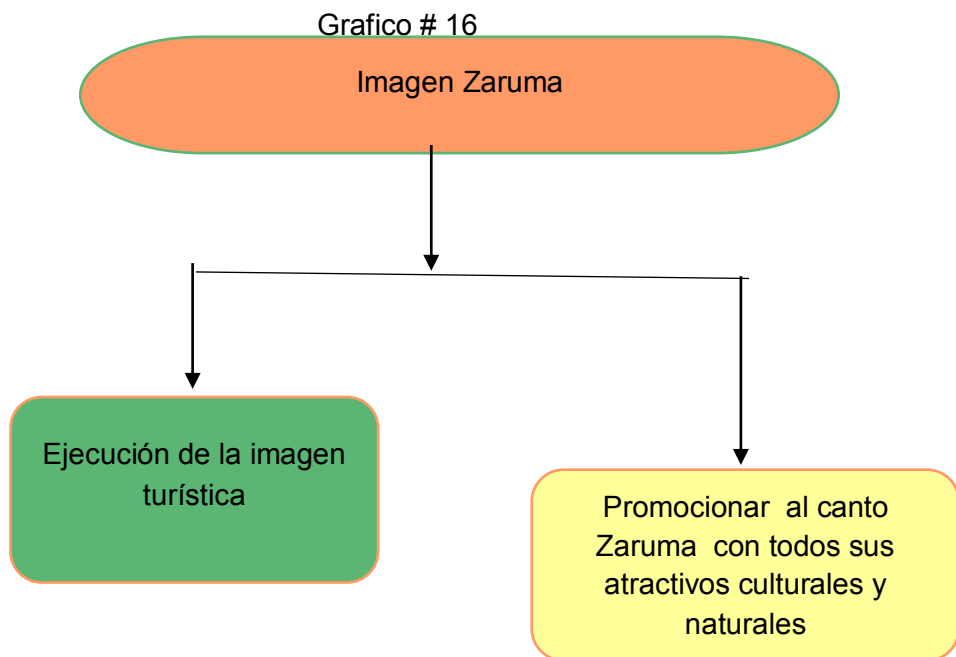 Grafico # 16
Imagen Zaruma
Ejecución de la imagen
turística
Promocionar al canto
Zaruma con todos sus
atractivos culturales y
naturales